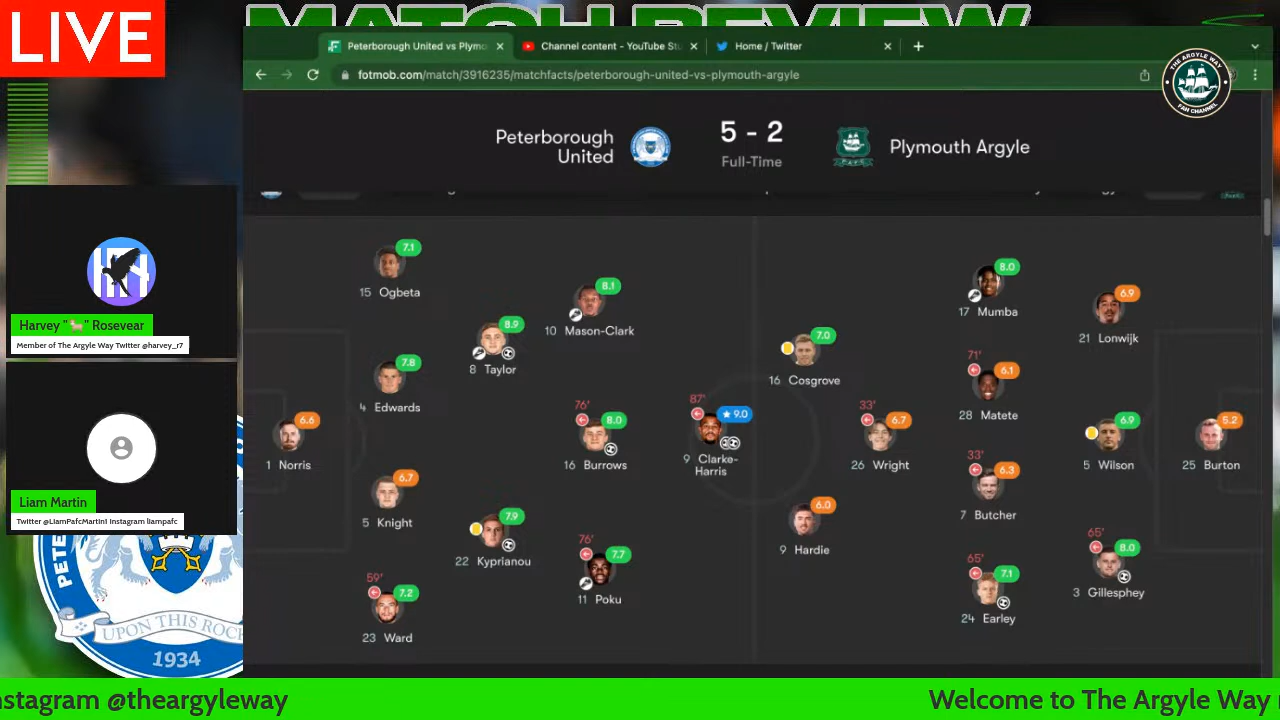 MATCH REVIEW
LIVE
Peterborough United vs Plymo
Channel content - YouTube Stu
Home / Twitter
fotmob.com/match/3916235/matchfacts/peterborough-united-vs-plymouth-argyle
THE ARGYLE WAY
FAN CHANNEL
Peterborough
United
5 - 2
Full-Time
Plymouth Argyle
7.1
15 Ogbeta
8.1
10 Mason-Clark
8.9
8 Taylor
7.8
4 Edwards
6.6
1 Norris
76'
8.0
16 Burrows
87'
9.0
9 Clarke-
Harris
6.7
5 Knight
7.9
22 Kyprianou
76'
7.7
11 Poku
59'
7.2
23 Ward
8.0
17 Mumba
6.9
21 Lonwijk
7.0
16 Cosgrove
71'
6.1
28 Matete
33'
6.7
26 Wright
6.9
5 Wilson
5.2
25 Burton
33'
6.3
7 Butcher
6.0
9 Hardie
65'
7.1
24 Earley
65'
8.0
3 Gillesphey
Harvey "🐎" Rosevear
Member of The Argyle Way Twitter @harvey_r7
Liam Martin
Twitter @LiamPafcMartin1 Instagram liampafc
UPON THIS ROCK
1934
nstagram @theargyleway
Welcome to The Argyle Way